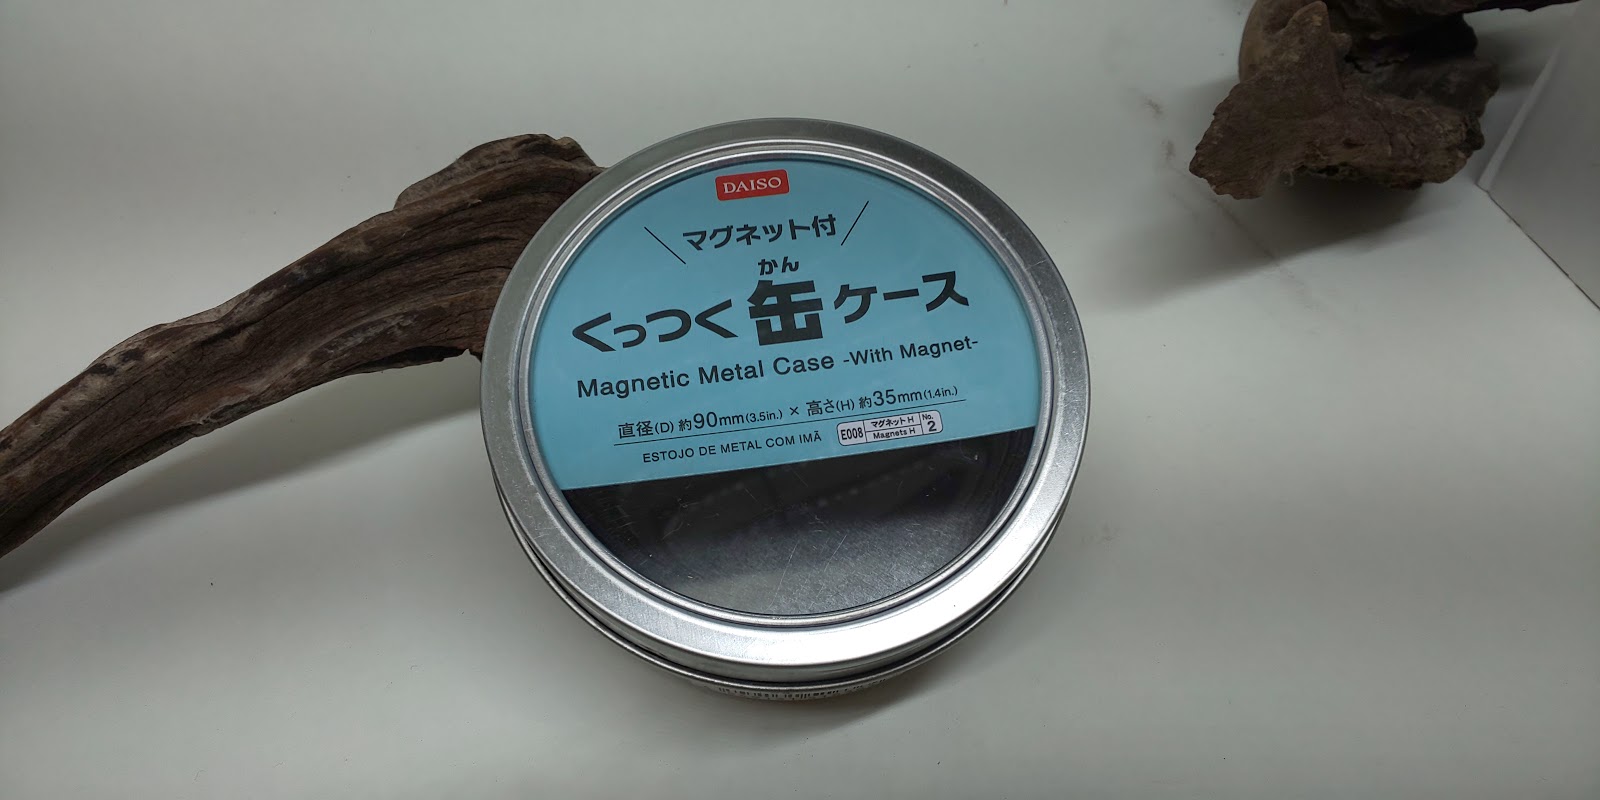 DAISO
マグネット付
かん
くっつく缶ケース
Magnetic Metal Case -With Magnet-
直径(D) 約90mm(3.5in.) × 高さ(H) 約35mm(1.4in.)
ESTOJO DE METAL COM IMÃ
E008 マグネットH Magnets H No. 2